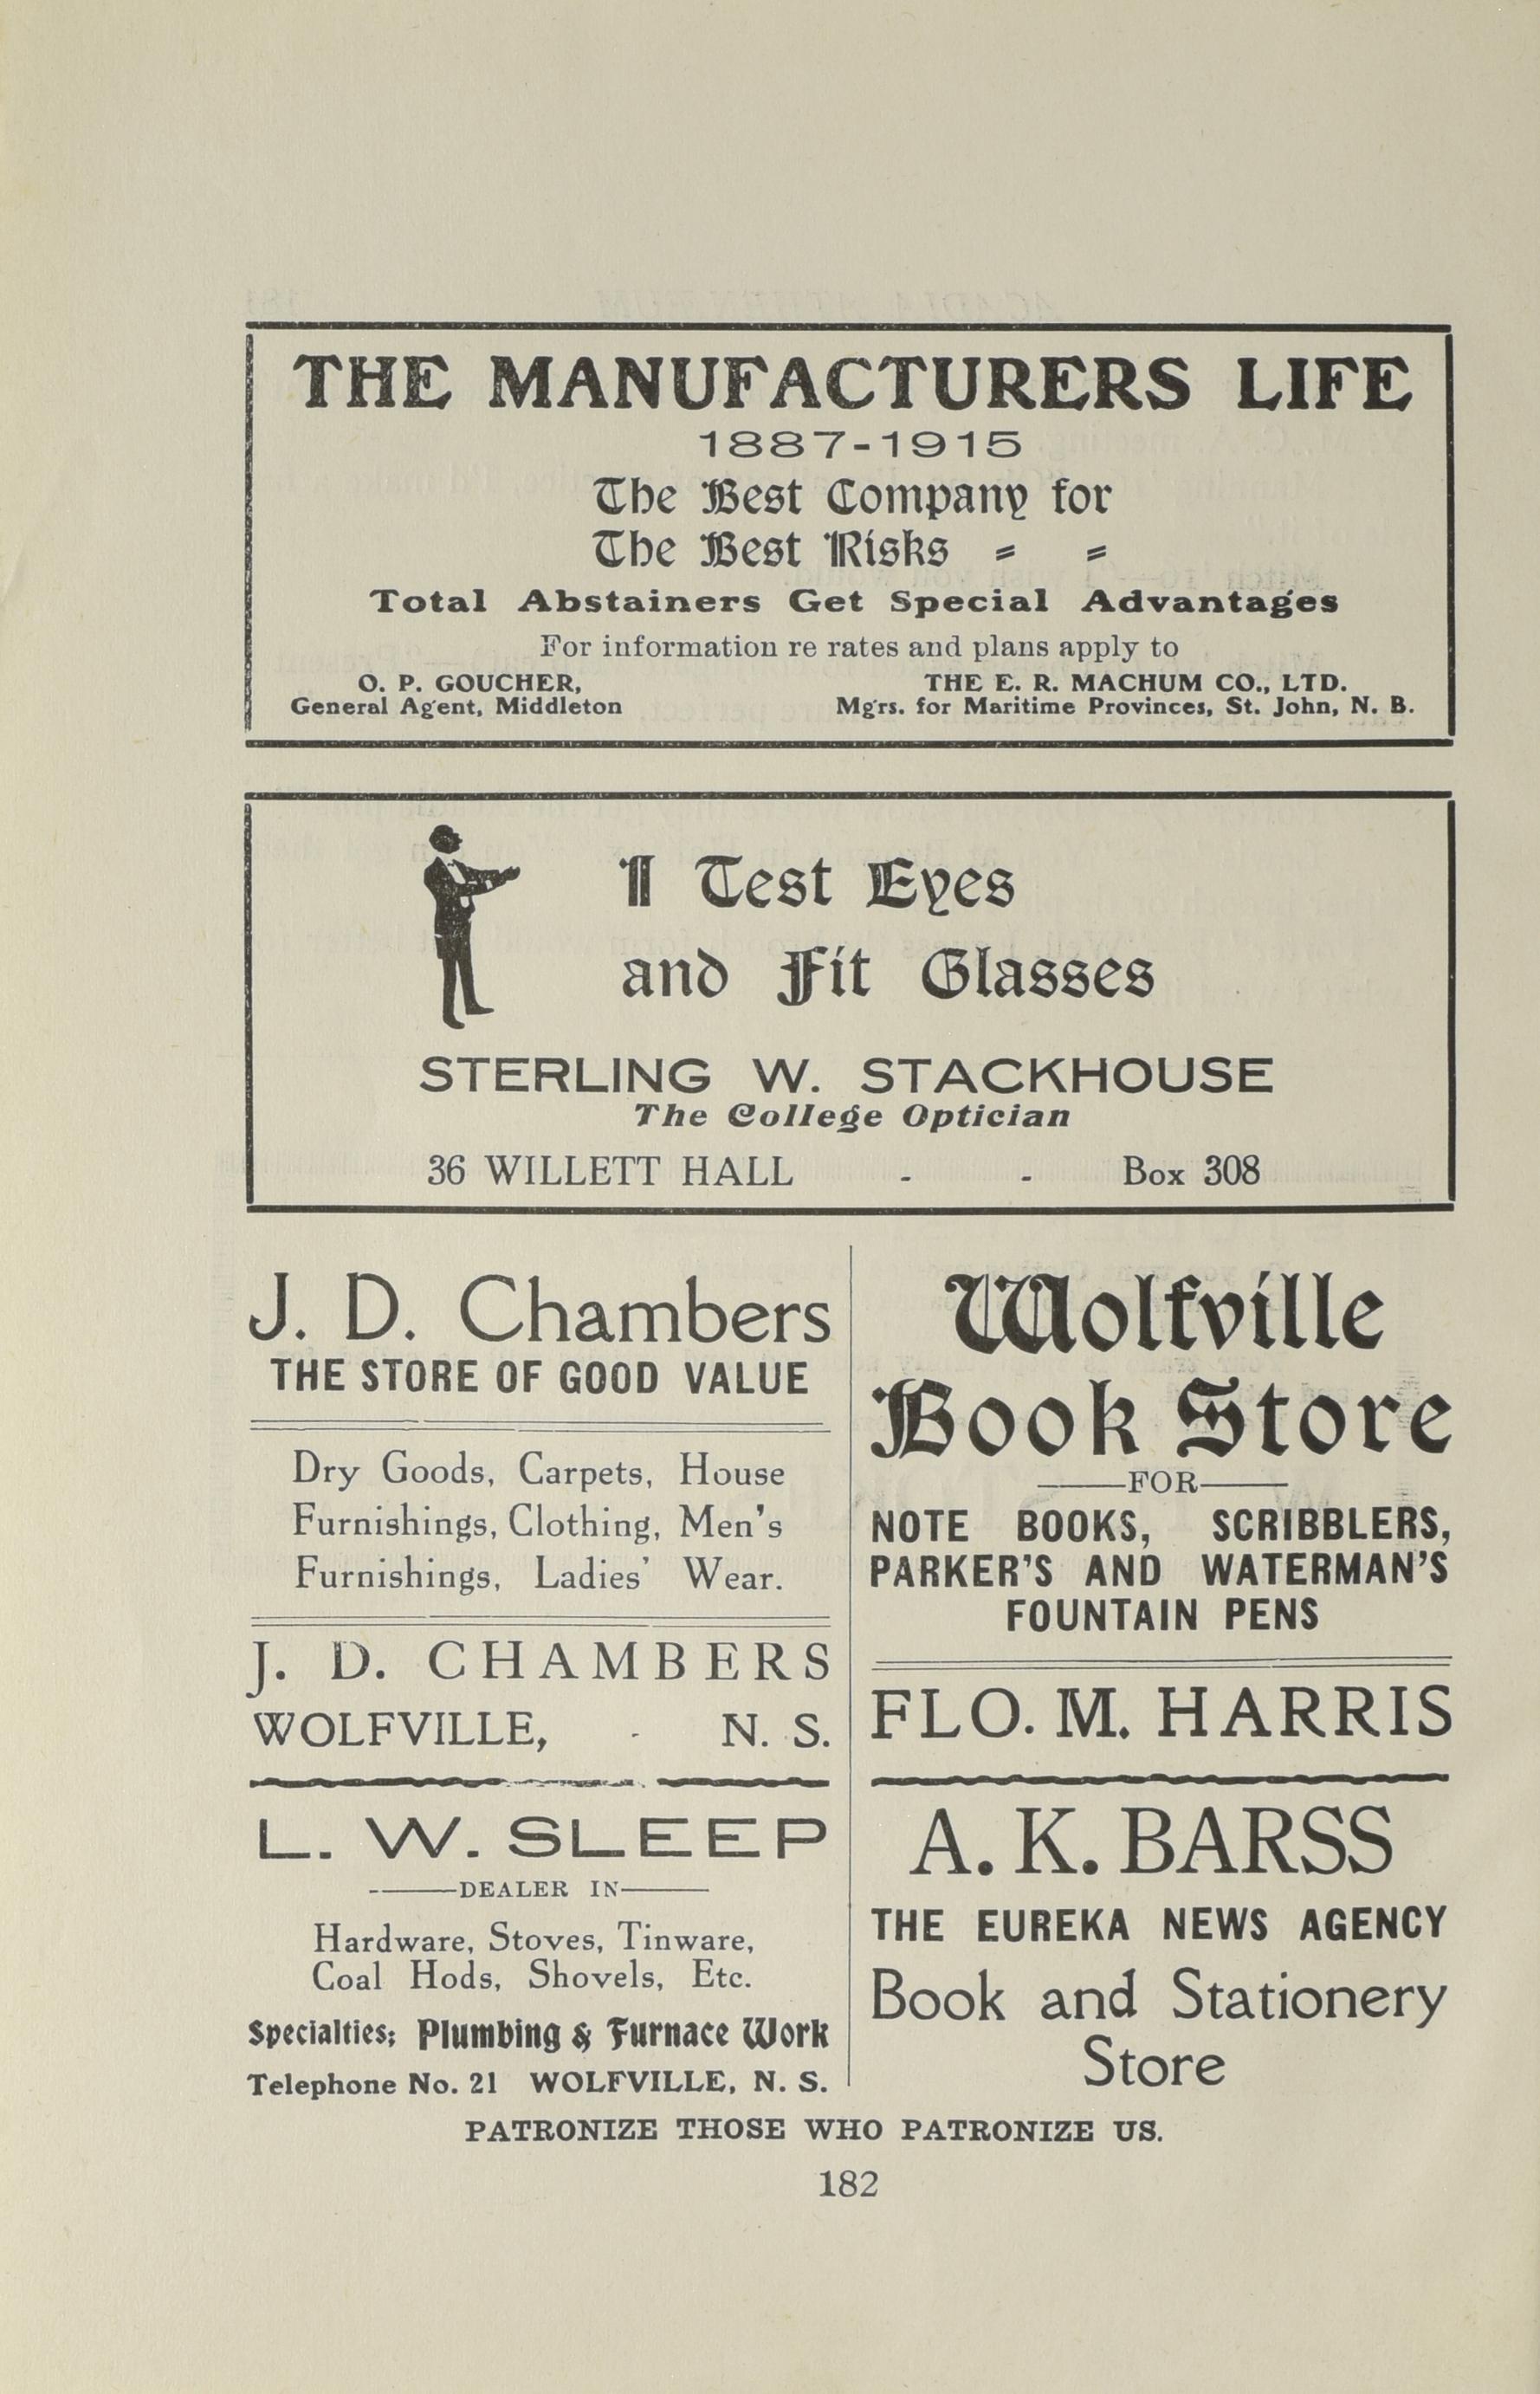 THE MANUFACTURERS LIFE
1887-1915
The Best Company for
The Best Risks = =
Total Abstainers Get Special Advantages
For information re rates and plans apply to
O. P. GOUCHER,
General Agent, Middleton
THE E. R. MACHUM CO., LTD.
Mgrs. for Maritime Provinces, St. John, N. B.
I Test Eyes
and Fit Glasses
STERLING W. STACKHOUSE
The College Optician
36 WILLETT HALL - - Box 308
J. D. Chambers
THE STORE OF GOOD VALUE
Dry Goods, Carpets, House
Furnishings, Clothing, Men's
Furnishings, Ladies' Wear.
J. D. CHAMBERS
WOLFVILLE, - N. S.
L. W. SLEEP
DEALER IN
Hardware, Stoves, Tinware,
Coal Hods, Shovels, Etc.
Specialties; Plumbing & Furnace Work
Telephone No. 21 WOLFVILLE, N. S.
Wolfville
Book Store
FOR
NOTE BOOKS, SCRIBBLERS,
PARKER'S AND WATERMAN'S
FOUNTAIN PENS
FLO. M. HARRIS
A. K. BARSS
THE EUREKA NEWS AGENCY
Book and Stationery
Store
PATRONIZE THOSE WHO PATRONIZE US.
182